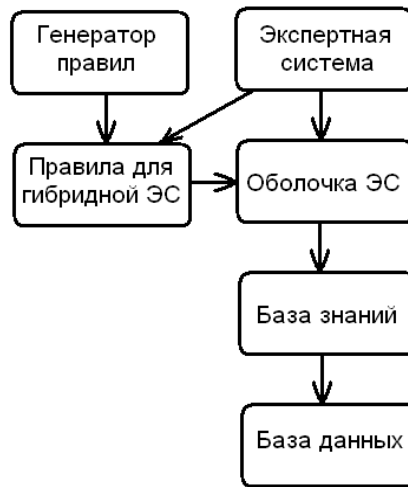 Генератор
правил
Экспертная
система
Правила для
гибридной ЭС
Оболочка ЭС
База знаний
База данных